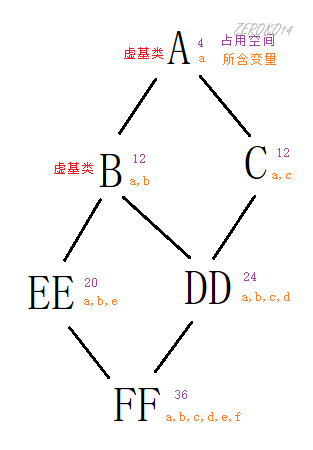 ZEROKO14
虚基类 A 4 占用空间
a 所含变量
虚基类 B 12
a,b
C 12
a,c
EE 20
a,b,e
DD 24
a,b,c,d
FF 36
a,b,c,d,e,f